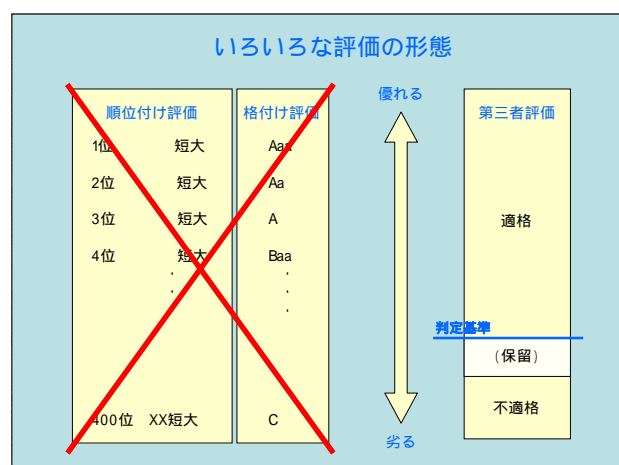 いろいろな評価の形態
順位付け評価
1位 短大
2位 短大
3位 短大
4位 短大
400位 XX短大
格付け評価
Aaa
Aa
A
Baa
C
優れる
劣る
第三者評価
適格
判定基準
(保留)
不適格